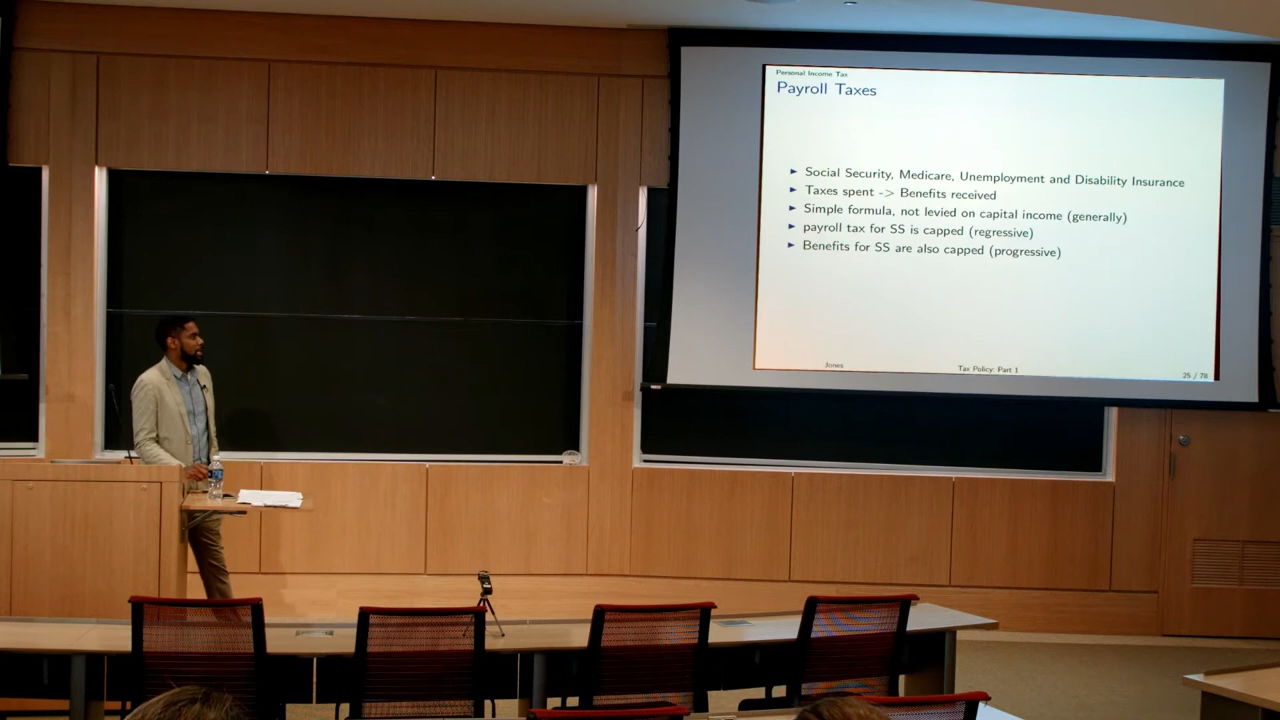 Personal Income Tax
Payroll Taxes
Social Security, Medicare, Unemployment and Disability Insurance
Taxes spent -> Benefits received
Simple formula, not levied on capital income (generally)
payroll tax for SS is capped (regressive)
Benefits for SS are also capped (progressive)
Jones
Tax Policy: Part 1
25 / 78